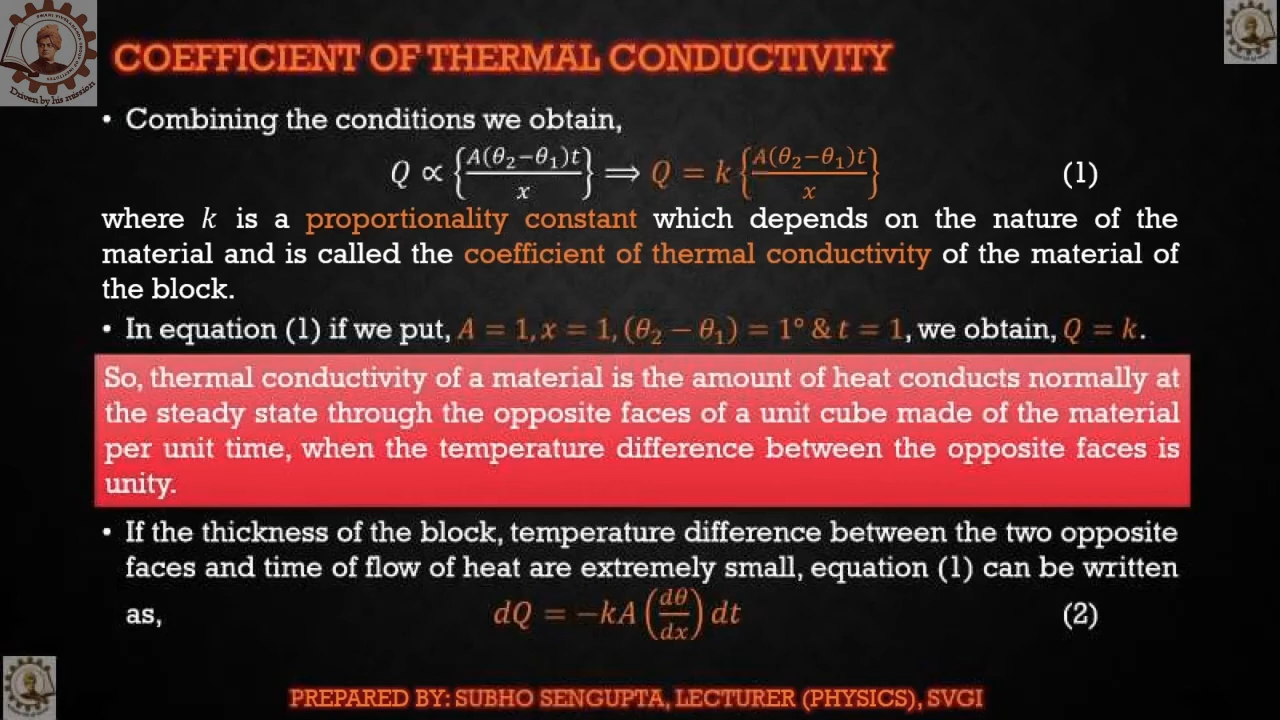 COEFFICIENT OF THERMAL CONDUCTIVITY
• Combining the conditions we obtain,
Q ∝ {A(θ₂−θ₁)t / x} ⟹ Q = k {A(θ₂−θ₁)t / x} (1)
where k is a proportionality constant which depends on the nature of the
material and is called the coefficient of thermal conductivity of the material of
the block.
• In equation (1) if we put, A = 1, x = 1, (θ₂ − θ₁) = 1° & t = 1, we obtain, Q = k.
So, thermal conductivity of a material is the amount of heat conducts normally at
the steady state through the opposite faces of a unit cube made of the material
per unit time, when the temperature difference between the opposite faces is
unity.
• If the thickness of the block, temperature difference between the two opposite
faces and time of flow of heat are extremely small, equation (1) can be written
as, dQ = −kA (dθ/dx) dt (2)
PREPARED BY: SUBHO SENGUPTA, LECTURER (PHYSICS), SVGI
Driven by his mission